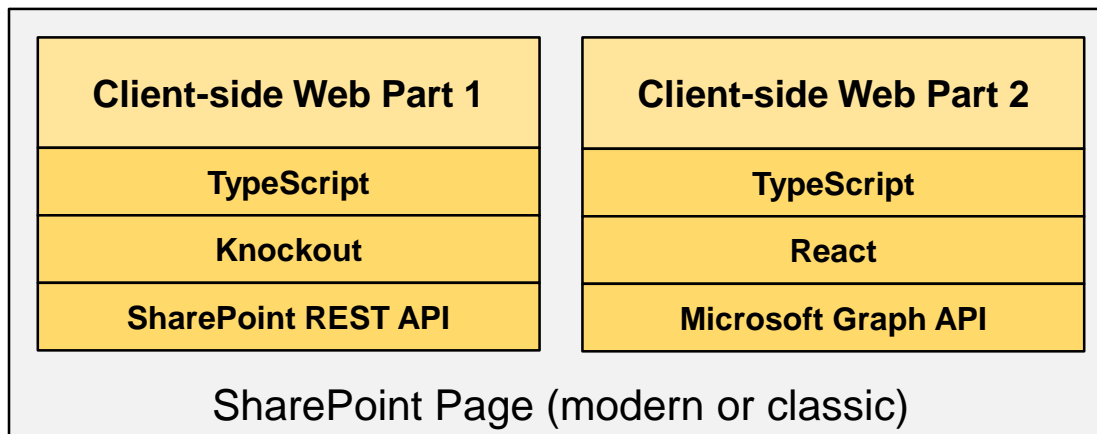 Client-side Web Part 1
TypeScript
Knockout
SharePoint REST API
Client-side Web Part 2
TypeScript
React
Microsoft Graph API
SharePoint Page (modern or classic)